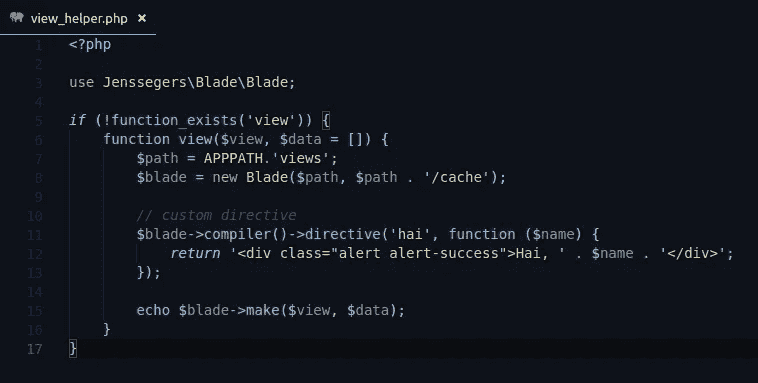 view_helper.php ×
1 <?php
2
3 use Jenssegers\Blade\Blade;
4
5 if (!function_exists('view')) {
6     function view($view, $data = []) {
7         $path = APPPATH.'views';
8         $blade = new Blade($path, $path . '/cache');
9
10         // custom directive
11         $blade->compiler()->directive('hai', function ($name) {
12             return '<div class="alert alert-success">Hai, ' . $name . '</div>';
13         });
14
15         echo $blade->make($view, $data);
16     }
17 }